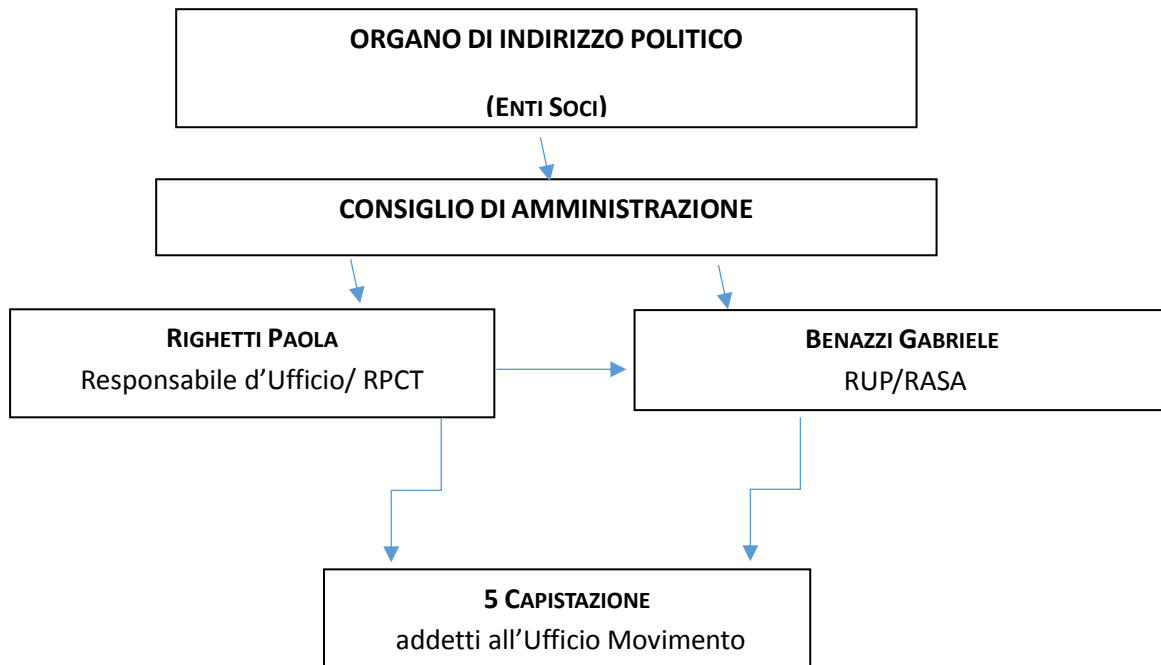 ORGANO DI INDIRIZZO POLITICO
(ENTI SOCI)
CONSIGLIO DI AMMINISTRAZIONE
RIGHETTI PAOLA
Responsabile d’Ufficio/ RPCT
BENAZZI GABRIELE
RUP/RASA
5 CAPISTAZIONE
addetti all’Ufficio Movimento